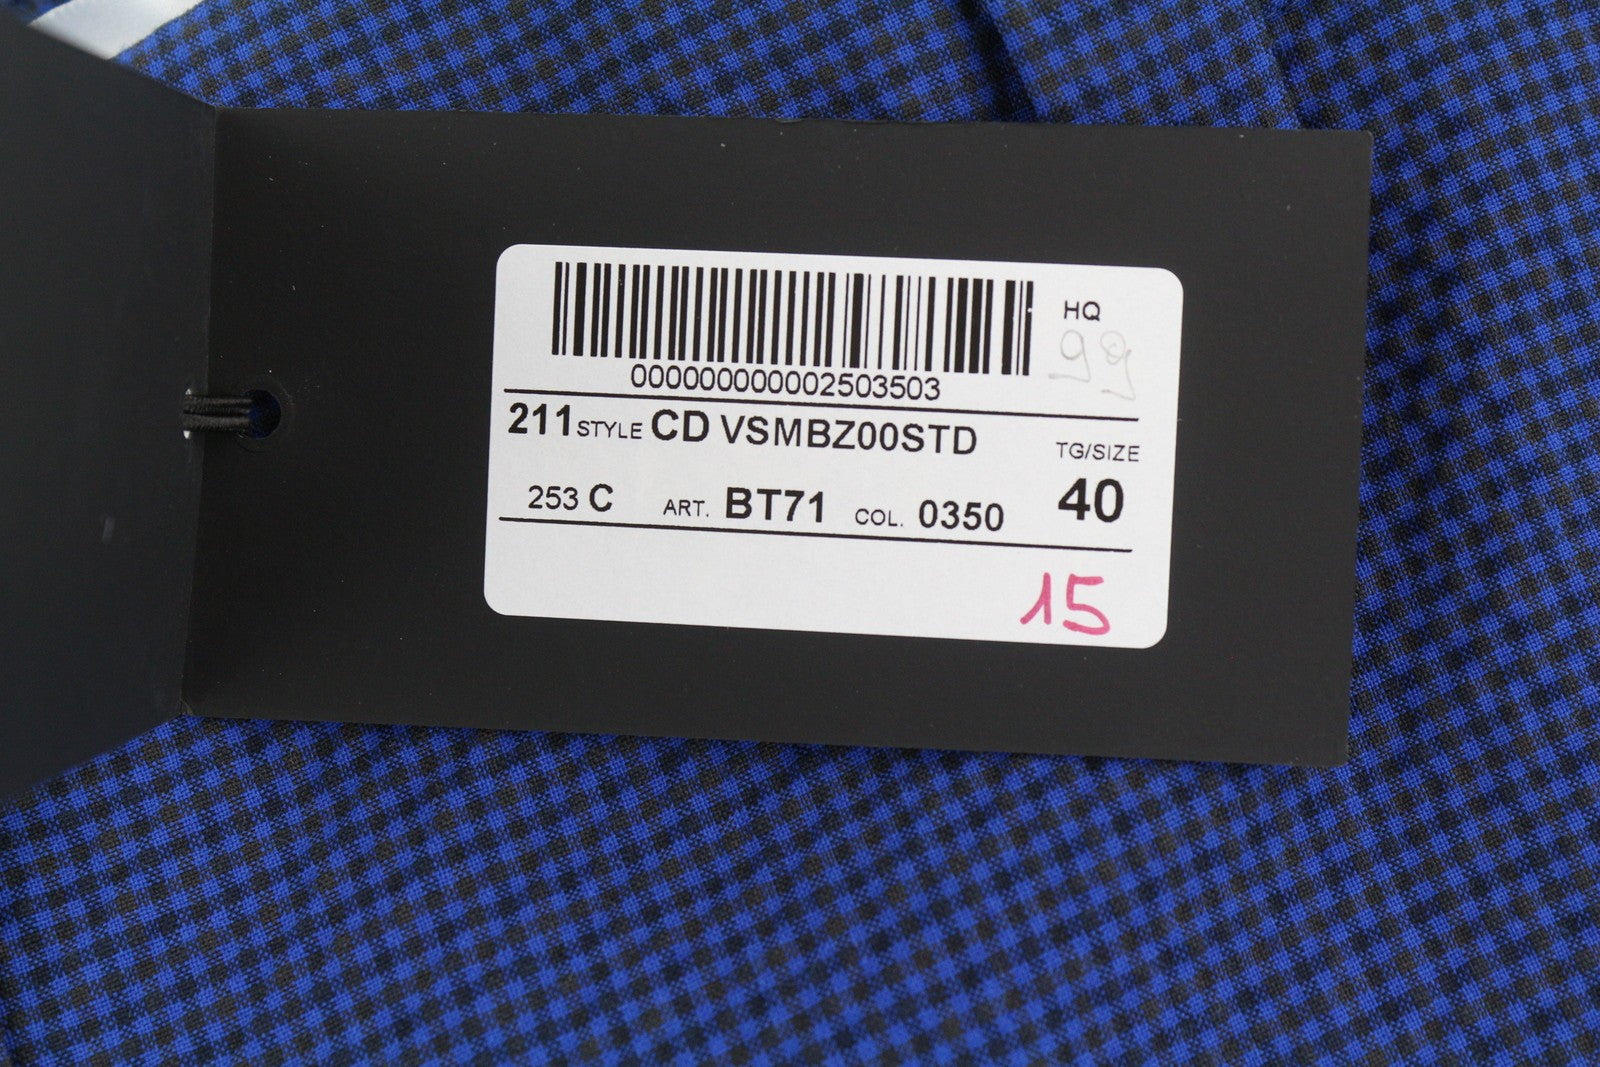 HQ
99
000000000002503503
211 STYLE CD VSMBZ00STD
TG/SIZE
253 C ART. BT71 COL. 0350 40
15